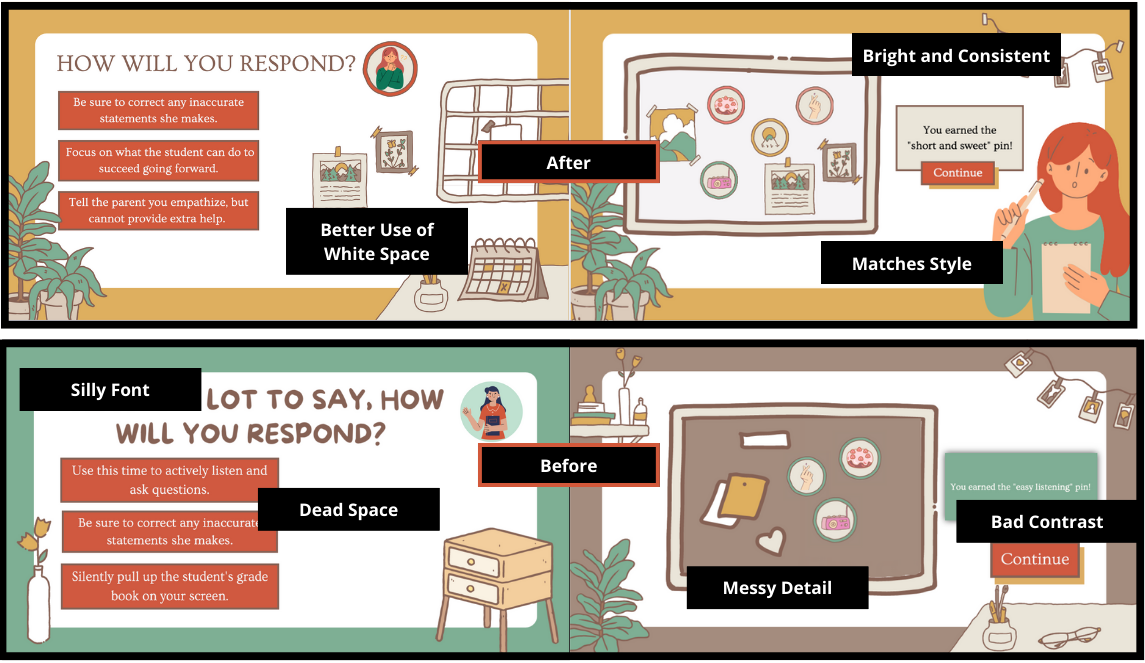 HOW WILL YOU RESPOND?
Be sure to correct any inaccurate
statements she makes.
Focus on what the student can do to
succeed going forward.
Tell the parent you empathize, but
cannot provide extra help.
Better Use of
White Space
After
Bright and Consistent
You earned the
"short and sweet" pin!
Continue
Matches Style
Silly Font
LOT TO SAY, HOW
WILL YOU RESPOND?
Use this time to actively listen and
ask questions.
Be sure to correct any inaccurate
statements she makes.
Silently pull up the student's grade
book on your screen.
Dead Space
Before
You earned the "easy listening" pin!
Bad Contrast
Continue
Messy Detail